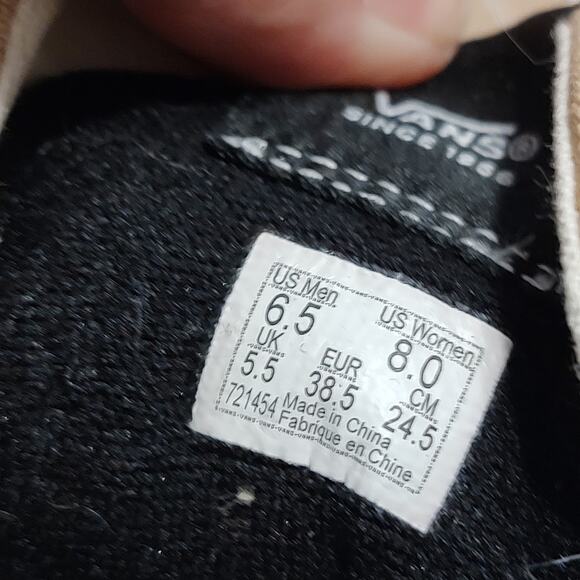 VANS®
SINCE 1966
US Men US Women
6.5 8.0
UK EUR CM
5.5 38.5 24.5
721454 Made in China
Fabrique en Chine